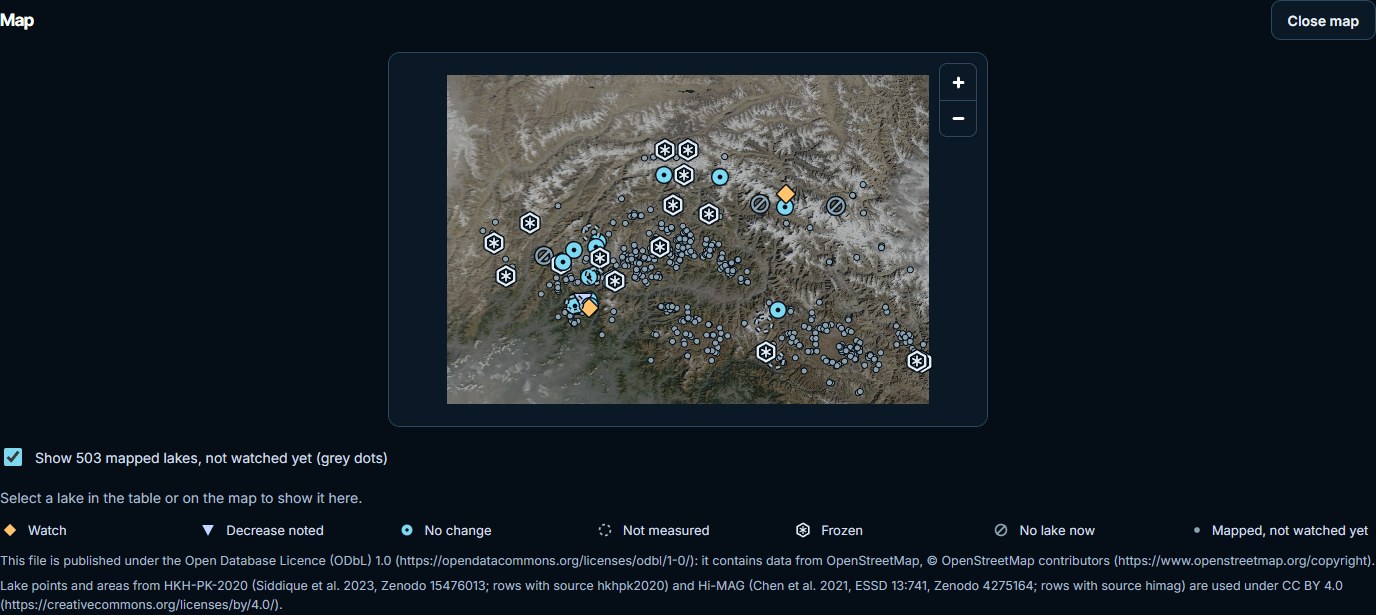 Map
Close map
+
−
Show 503 mapped lakes, not watched yet (grey dots)
Select a lake in the table or on the map to show it here.
Watch
Decrease noted
No change
Not measured
Frozen
No lake now
Mapped, not watched yet
This file is published under the Open Database Licence (ODbL) 1.0 (https://opendatacommons.org/licenses/odbl/1-0/): it contains data from OpenStreetMap, © OpenStreetMap contributors (https://www.openstreetmap.org/copyright).
Lake points and areas from HKH-PK-2020 (Siddique et al. 2023, Zenodo 15476013; rows with source hkhpk2020) and Hi-MAG (Chen et al. 2021, ESSD 13:741, Zenodo 4275164; rows with source himag) are used under CC BY 4.0
(https://creativecommons.org/licenses/by/4.0/).